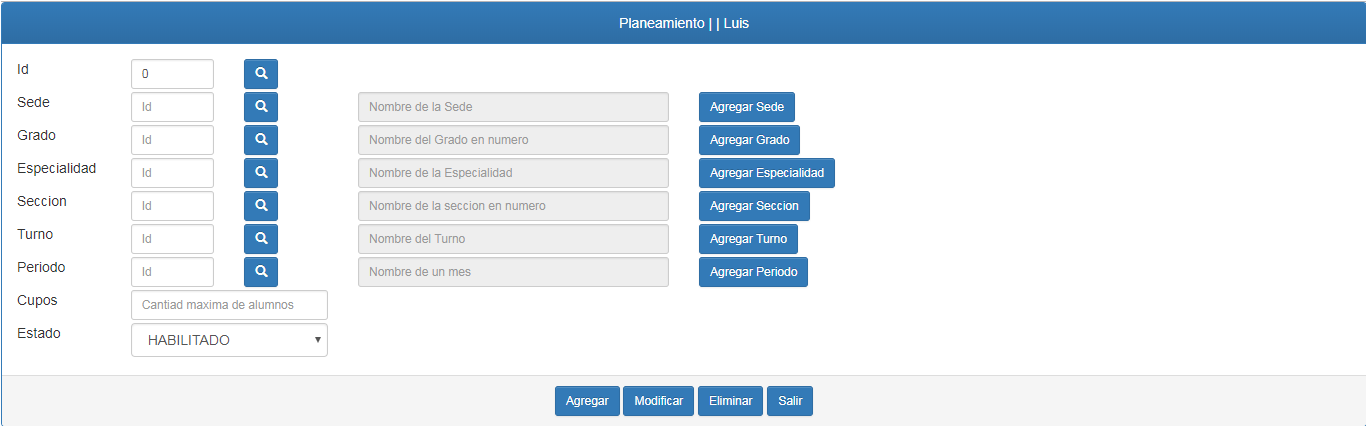 Planeamiento | | Luis
Id 0
Sede Id Nombre de la Sede Agregar Sede
Grado Id Nombre del Grado en numero Agregar Grado
Especialidad Id Nombre de la Especialidad Agregar Especialidad
Seccion Id Nombre de la seccion en numero Agregar Seccion
Turno Id Nombre del Turno Agregar Turno
Periodo Id Nombre de un mes Agregar Periodo
Cupos Cantiad maxima de alumnos
Estado HABILITADO
Agregar Modificar Eliminar Salir